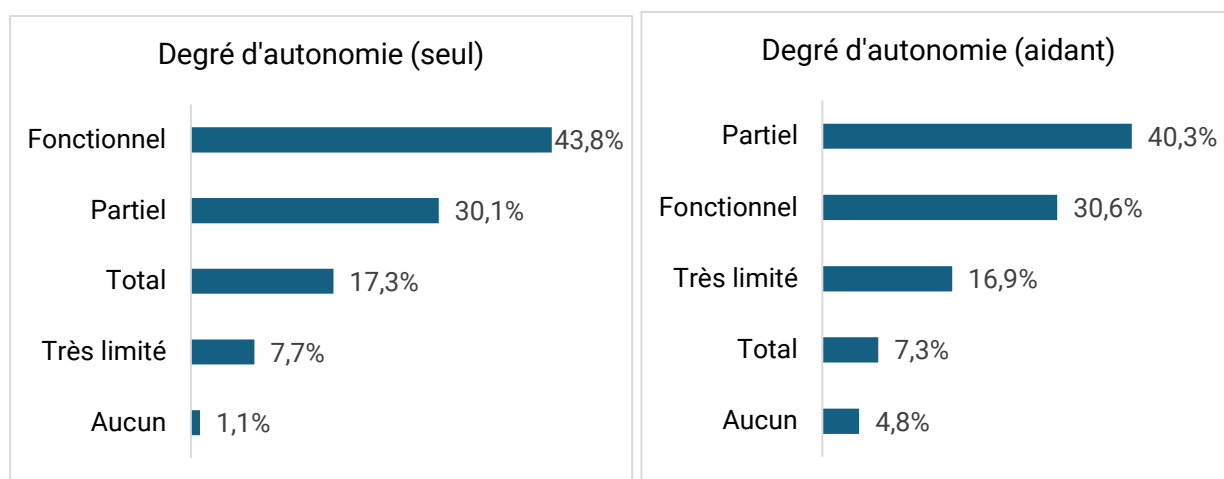 Degré d'autonomie (seul)
Fonctionnel 43,8%
Partiel 30,1%
Total 17,3%
Très limité 7,7%
Aucun 1,1%
Degré d'autonomie (aidant)
Partiel 40,3%
Fonctionnel 30,6%
Très limité 16,9%
Total 7,3%
Aucun 4,8%